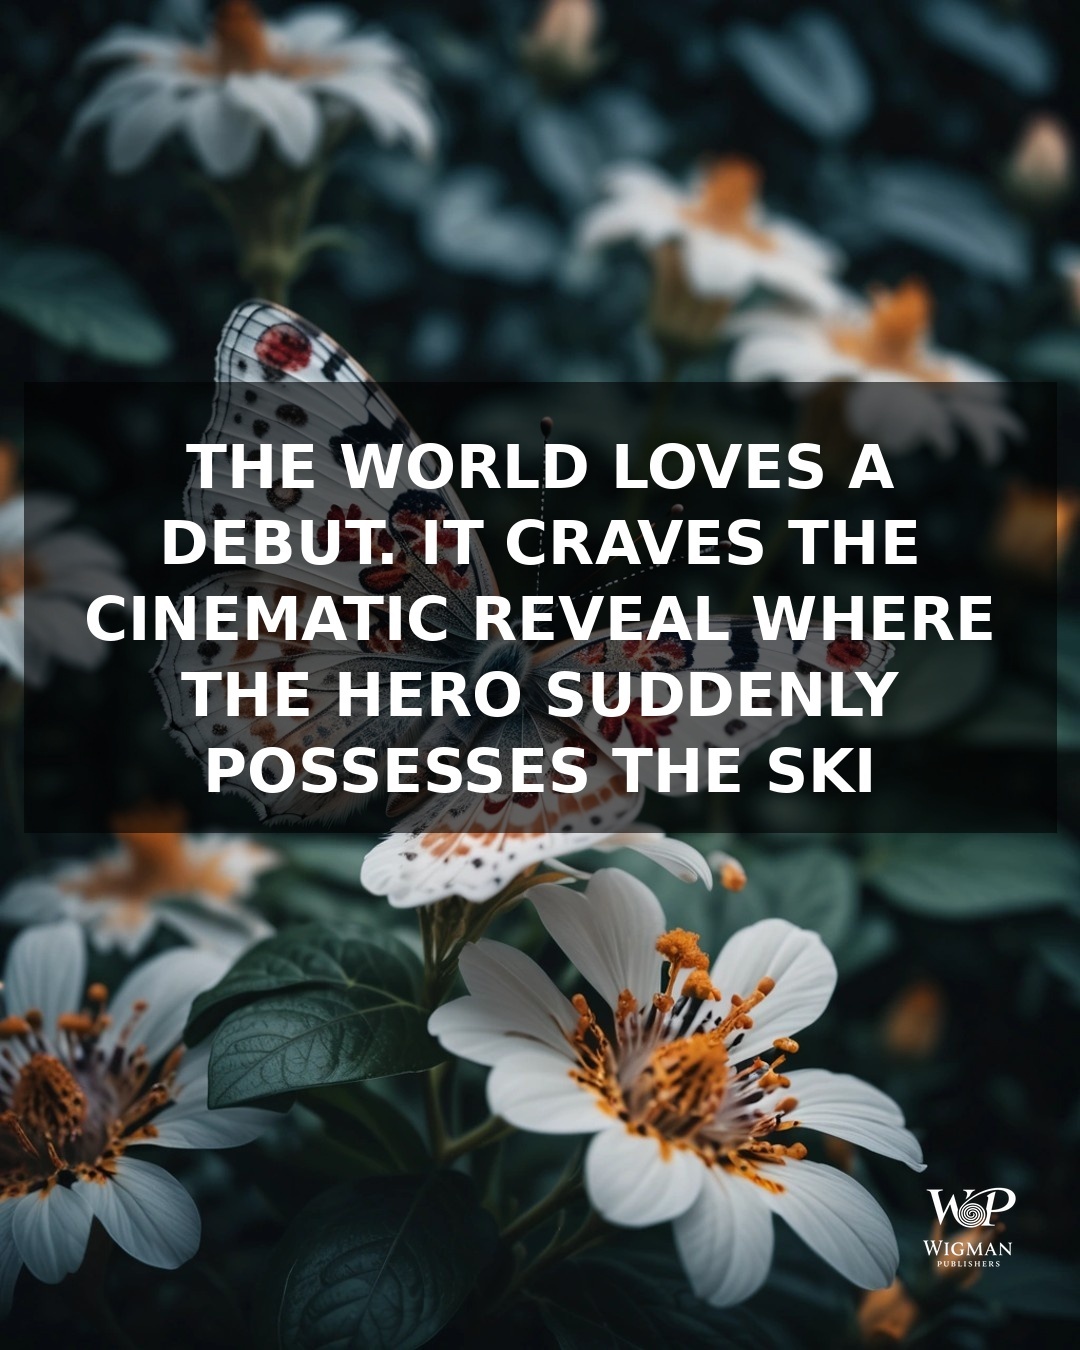 THE WORLD LOVES A
DEBUT. IT CRAVES THE
CINEMATIC REVEAL WHERE
THE HERO SUDDENLY
POSSESSES THE SKI
WP
WIGMAN
PUBLISHERS